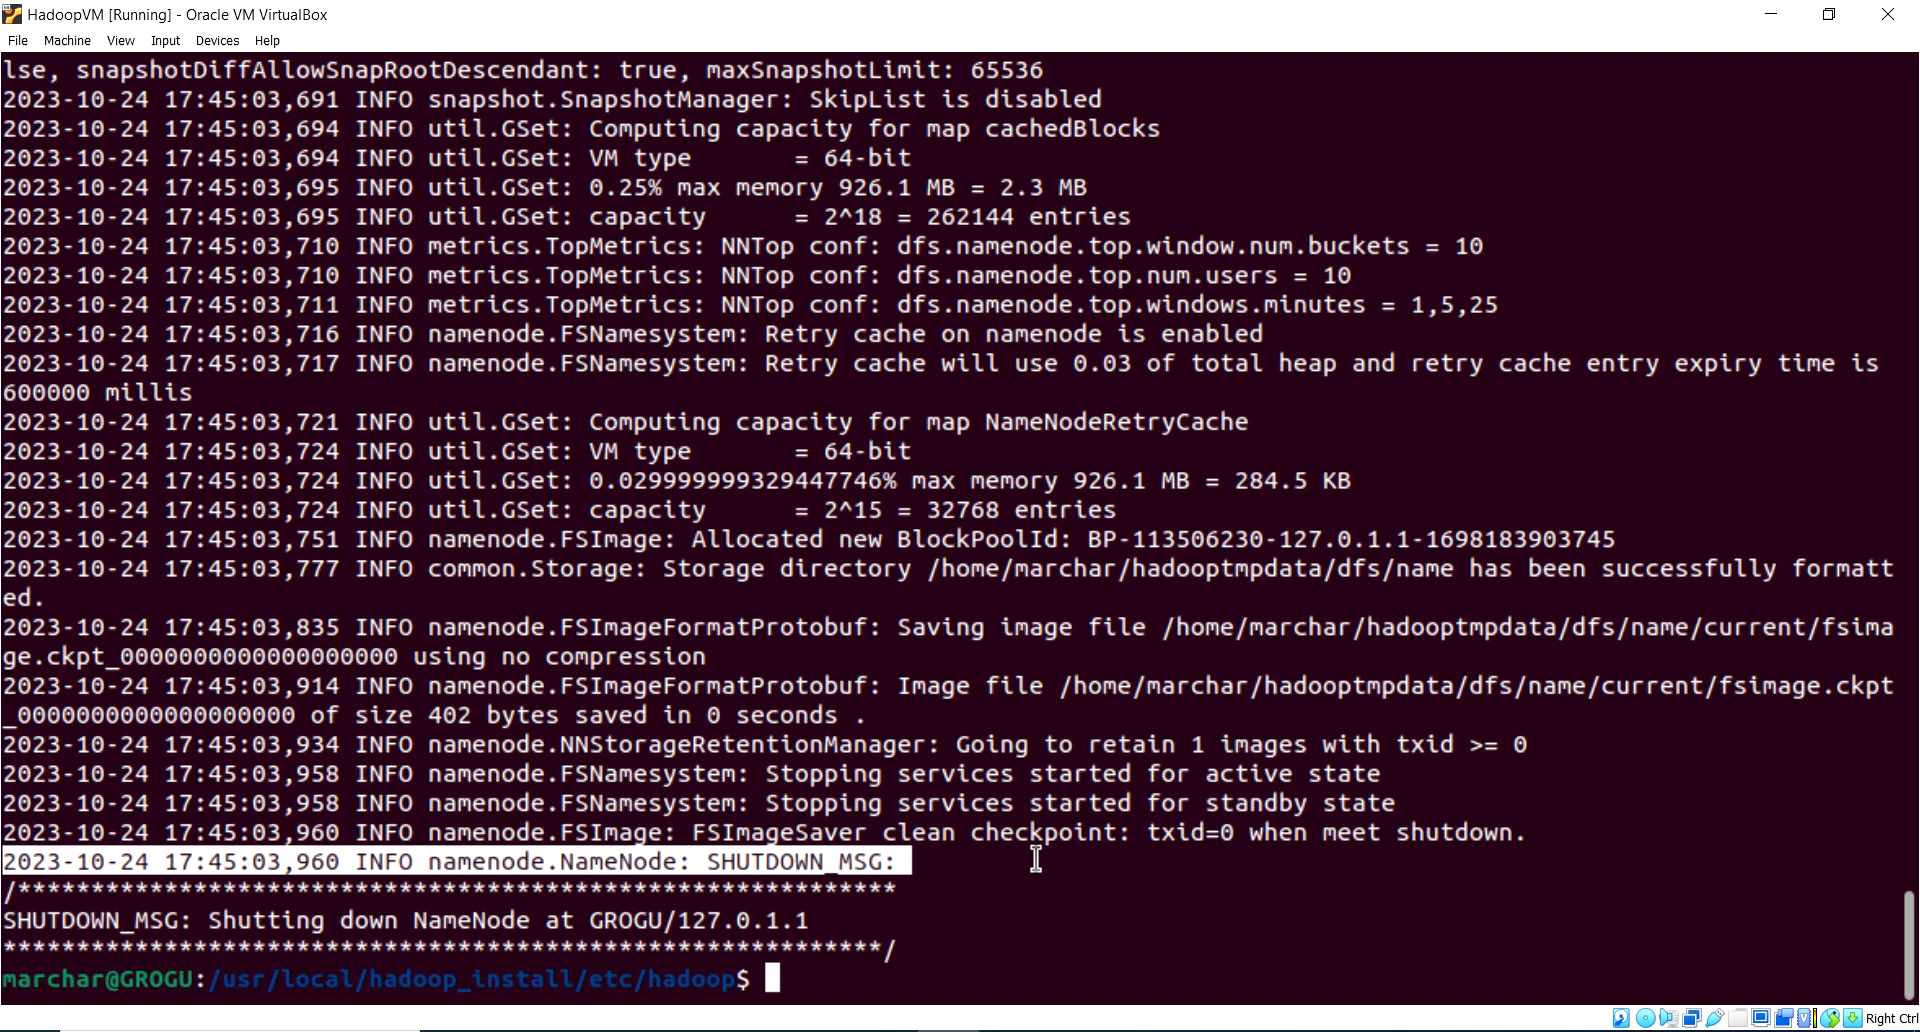 HadoopVM [Running] - Oracle VM VirtualBox
File Machine View Input Devices Help
lse, snapshotDiffAllowSnapRootDescendant: true, maxSnapshotLimit: 65536
2023-10-24 17:45:03,691 INFO snapshot.SnapshotManager: SkipList is disabled
2023-10-24 17:45:03,694 INFO util.GSet: Computing capacity for map cachedBlocks
2023-10-24 17:45:03,694 INFO util.GSet: VM type       = 64-bit
2023-10-24 17:45:03,695 INFO util.GSet: 0.25% max memory 926.1 MB = 2.3 MB
2023-10-24 17:45:03,695 INFO util.GSet: capacity      = 2^18 = 262144 entries
2023-10-24 17:45:03,710 INFO metrics.TopMetrics: NNTop conf: dfs.namenode.top.window.num.buckets = 10
2023-10-24 17:45:03,710 INFO metrics.TopMetrics: NNTop conf: dfs.namenode.top.num.users = 10
2023-10-24 17:45:03,711 INFO metrics.TopMetrics: NNTop conf: dfs.namenode.top.windows.minutes = 1,5,25
2023-10-24 17:45:03,716 INFO namenode.FSNamesystem: Retry cache on namenode is enabled
2023-10-24 17:45:03,717 INFO namenode.FSNamesystem: Retry cache will use 0.03 of total heap and retry cache entry expiry time is
600000 millis
2023-10-24 17:45:03,721 INFO util.GSet: Computing capacity for map NameNodeRetryCache
2023-10-24 17:45:03,724 INFO util.GSet: VM type       = 64-bit
2023-10-24 17:45:03,724 INFO util.GSet: 0.029999999329447746% max memory 926.1 MB = 284.5 KB
2023-10-24 17:45:03,724 INFO util.GSet: capacity      = 2^15 = 32768 entries
2023-10-24 17:45:03,751 INFO namenode.FSImage: Allocated new BlockPoolId: BP-113506230-127.0.1.1-1698183903745
2023-10-24 17:45:03,777 INFO common.Storage: Storage directory /home/marchar/hadooptmpdata/dfs/name has been successfully formatt
ed.
2023-10-24 17:45:03,835 INFO namenode.FSImageFormatProtobuf: Saving image file /home/marchar/hadooptmpdata/dfs/name/current/fsima
ge.ckpt_0000000000000000000 using no compression
2023-10-24 17:45:03,914 INFO namenode.FSImageFormatProtobuf: Image file /home/marchar/hadooptmpdata/dfs/name/current/fsimage.ckpt
_0000000000000000000 of size 402 bytes saved in 0 seconds .
2023-10-24 17:45:03,934 INFO namenode.NNStorageRetentionManager: Going to retain 1 images with txid >= 0
2023-10-24 17:45:03,958 INFO namenode.FSNamesystem: Stopping services started for active state
2023-10-24 17:45:03,958 INFO namenode.FSNamesystem: Stopping services started for standby state
2023-10-24 17:45:03,960 INFO namenode.FSImage: FSImageSaver clean checkpoint: txid=0 when meet shutdown.
2023-10-24 17:45:03,960 INFO namenode.NameNode: SHUTDOWN_MSG:
/************************************************************
SHUTDOWN_MSG: Shutting down NameNode at GROGU/127.0.1.1
************************************************************/
marchar@GROGU:/usr/local/hadoop_install/etc/hadoop$
Right Ctrl